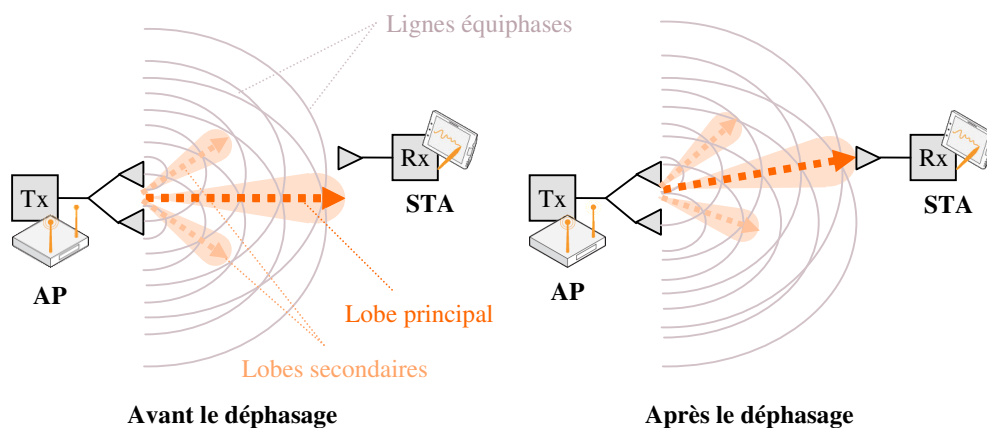 Lignes équiphases
Tx
Rx
STA
AP
Lobe principal
Lobes secondaires
Avant le déphasage
Tx
Rx
STA
AP
Après le déphasage